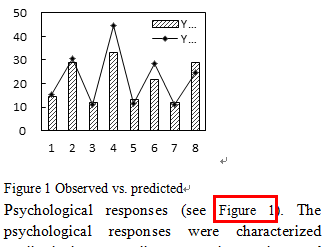 50
40
30
20
10
0
Y...
Y...
1 2 3 4 5 6 7 8
Figure 1 Observed vs. predicted
Psychological responses (see Figure 1). The
psychological responses were characterized